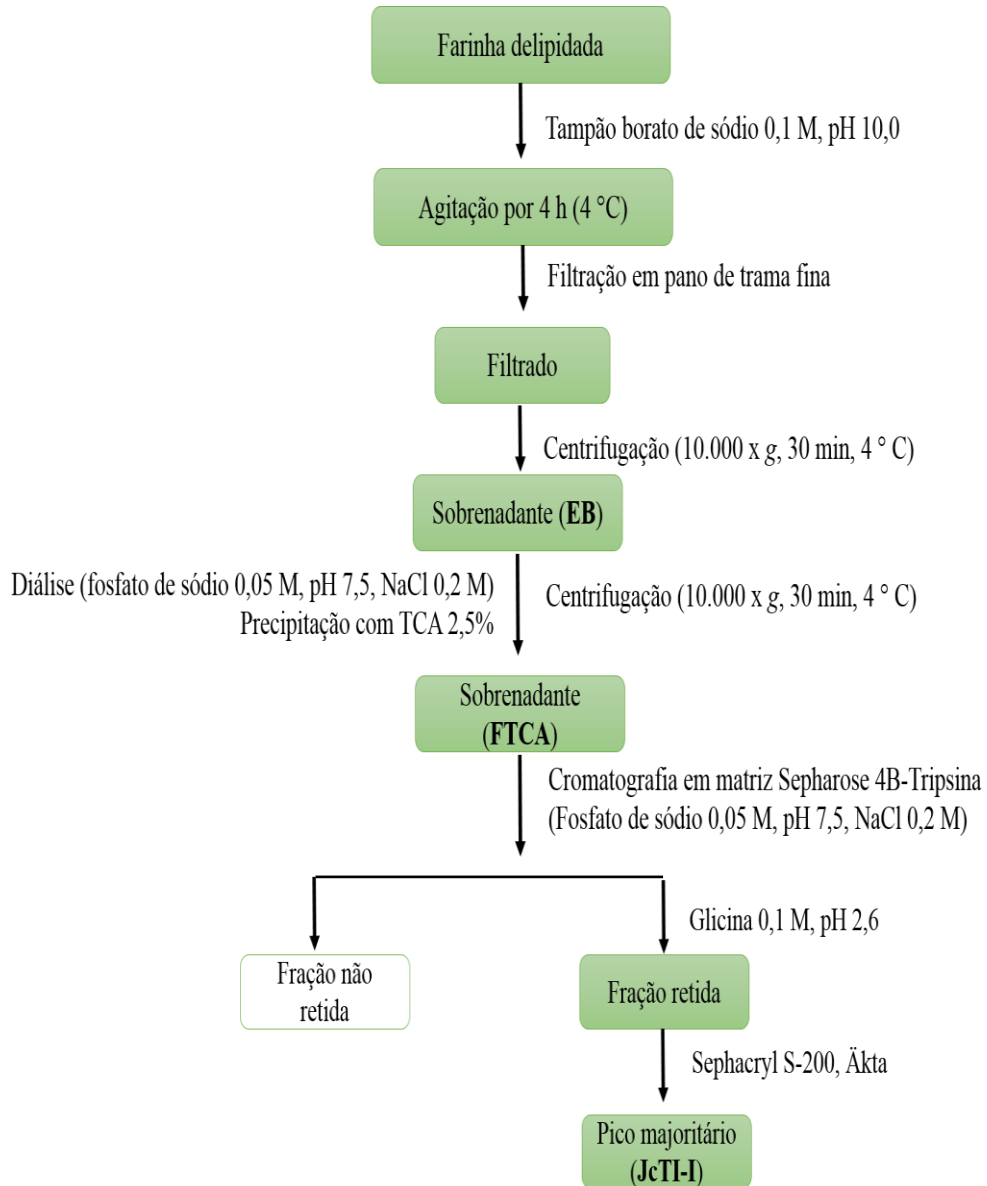 Farinha delipidada
Tampão borato de sódio 0,1 M, pH 10,0
Agitação por 4 h (4 °C)
Filtração em pano de trama fina
Filtrado
Centrifugação (10.000 x g, 30 min, 4 ° C)
Sobrenadante (EB)
Diálise (fosfato de sódio 0,05 M, pH 7,5, NaCl 0,2 M)
Precipitação com TCA 2,5%
Centrifugação (10.000 x g, 30 min, 4 ° C)
Sobrenadante
(FTCA)
Cromatografia em matriz Sepharose 4B-Tripsina
(Fosfato de sódio 0,05 M, pH 7,5, NaCl 0,2 M)
Glicina 0,1 M, pH 2,6
Fração não
retida
Fração retida
Sephacryl S-200, Äkta
Pico majoritário
(JcTI-I)